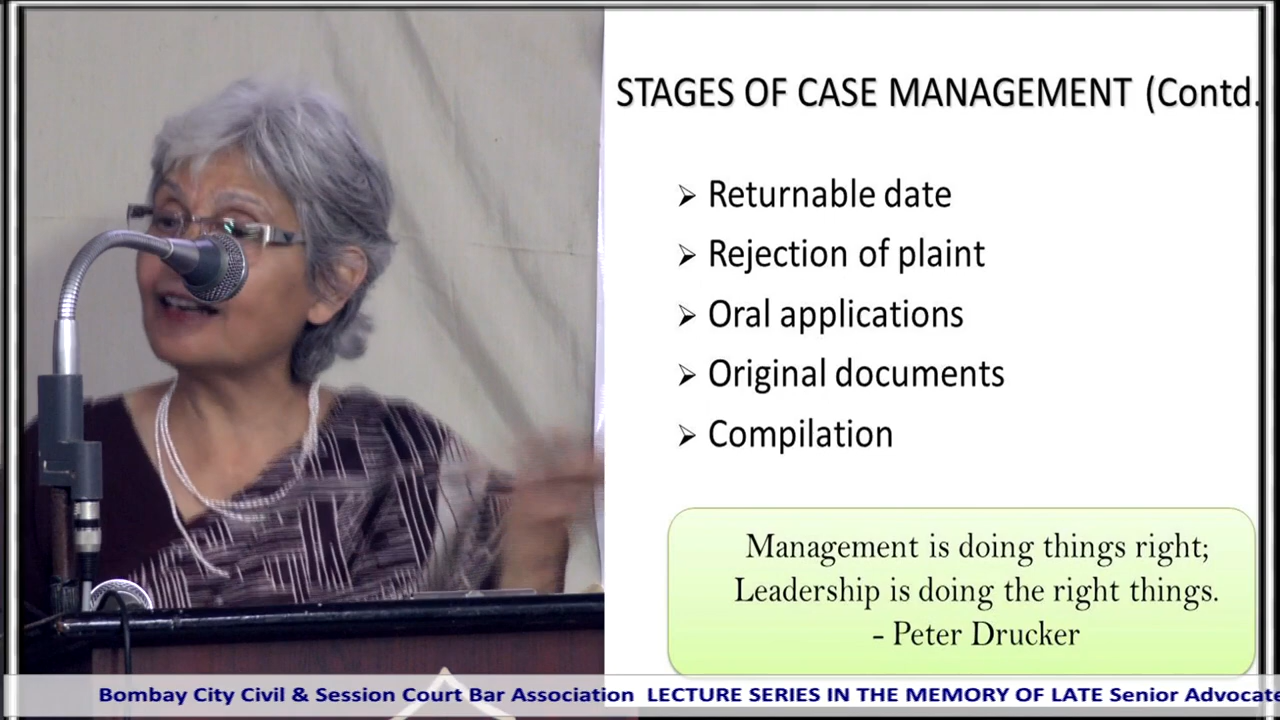 STAGES OF CASE MANAGEMENT (Contd.
Returnable date
Rejection of plaint
Oral applications
Original documents
Compilation
Management is doing things right;
Leadership is doing the right things.
- Peter Drucker
Bombay City Civil & Session Court Bar Association LECTURE SERIES IN THE MEMORY OF LATE Senior Advocate